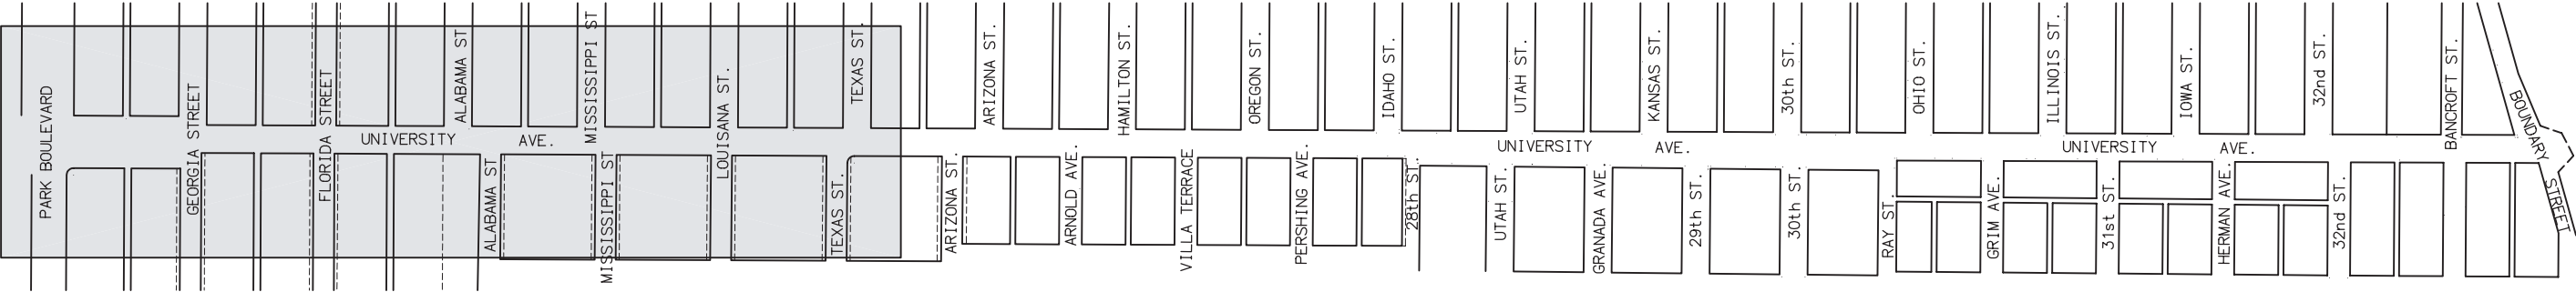 PARK BOULEVARD
GEORGIA STREET
FLORIDA STREET
ALABAMA ST
MISSISSIPPI ST
LOUISANA ST.
TEXAS ST.
ARIZONA ST.
HAMILTON ST.
OREGON ST.
IDAHO ST.
UTAH ST.
KANSAS ST.
30th ST.
OHIO ST.
ILLINOIS ST.
IOWA ST.
32nd ST.
BANCROFT ST.
BOUNDARY STREET
UNIVERSITY AVE.
UNIVERSITY AVE.
UNIVERSITY AVE.
ALABAMA ST
MISSISSIPPI ST
TEXAS ST.
ARIZONA ST.
ARNOLD AVE.
VILLA TERRACE
PERSHING AVE.
28th ST.
UTAH ST.
GRANADA AVE.
29th ST.
30th ST.
RAY ST.
GRIM AVE.
31st ST.
HERMAN AVE.
32nd ST.